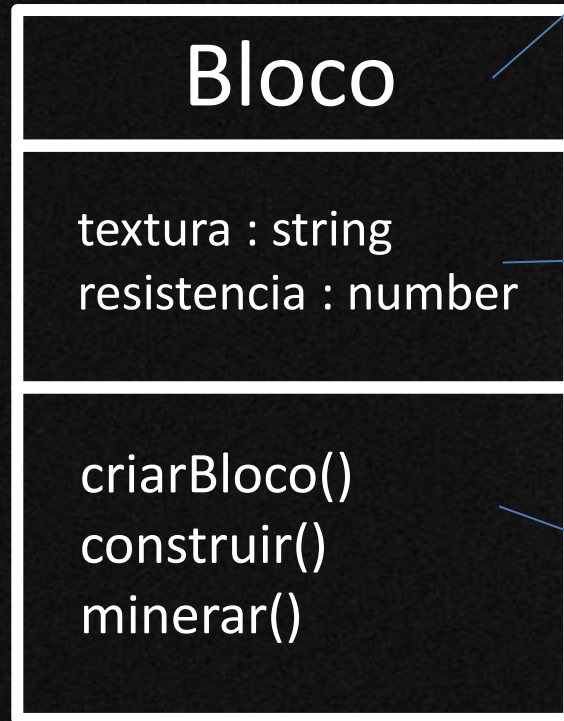 Bloco
textura : string
resistencia : number
criarBloco()
construir()
minerar()